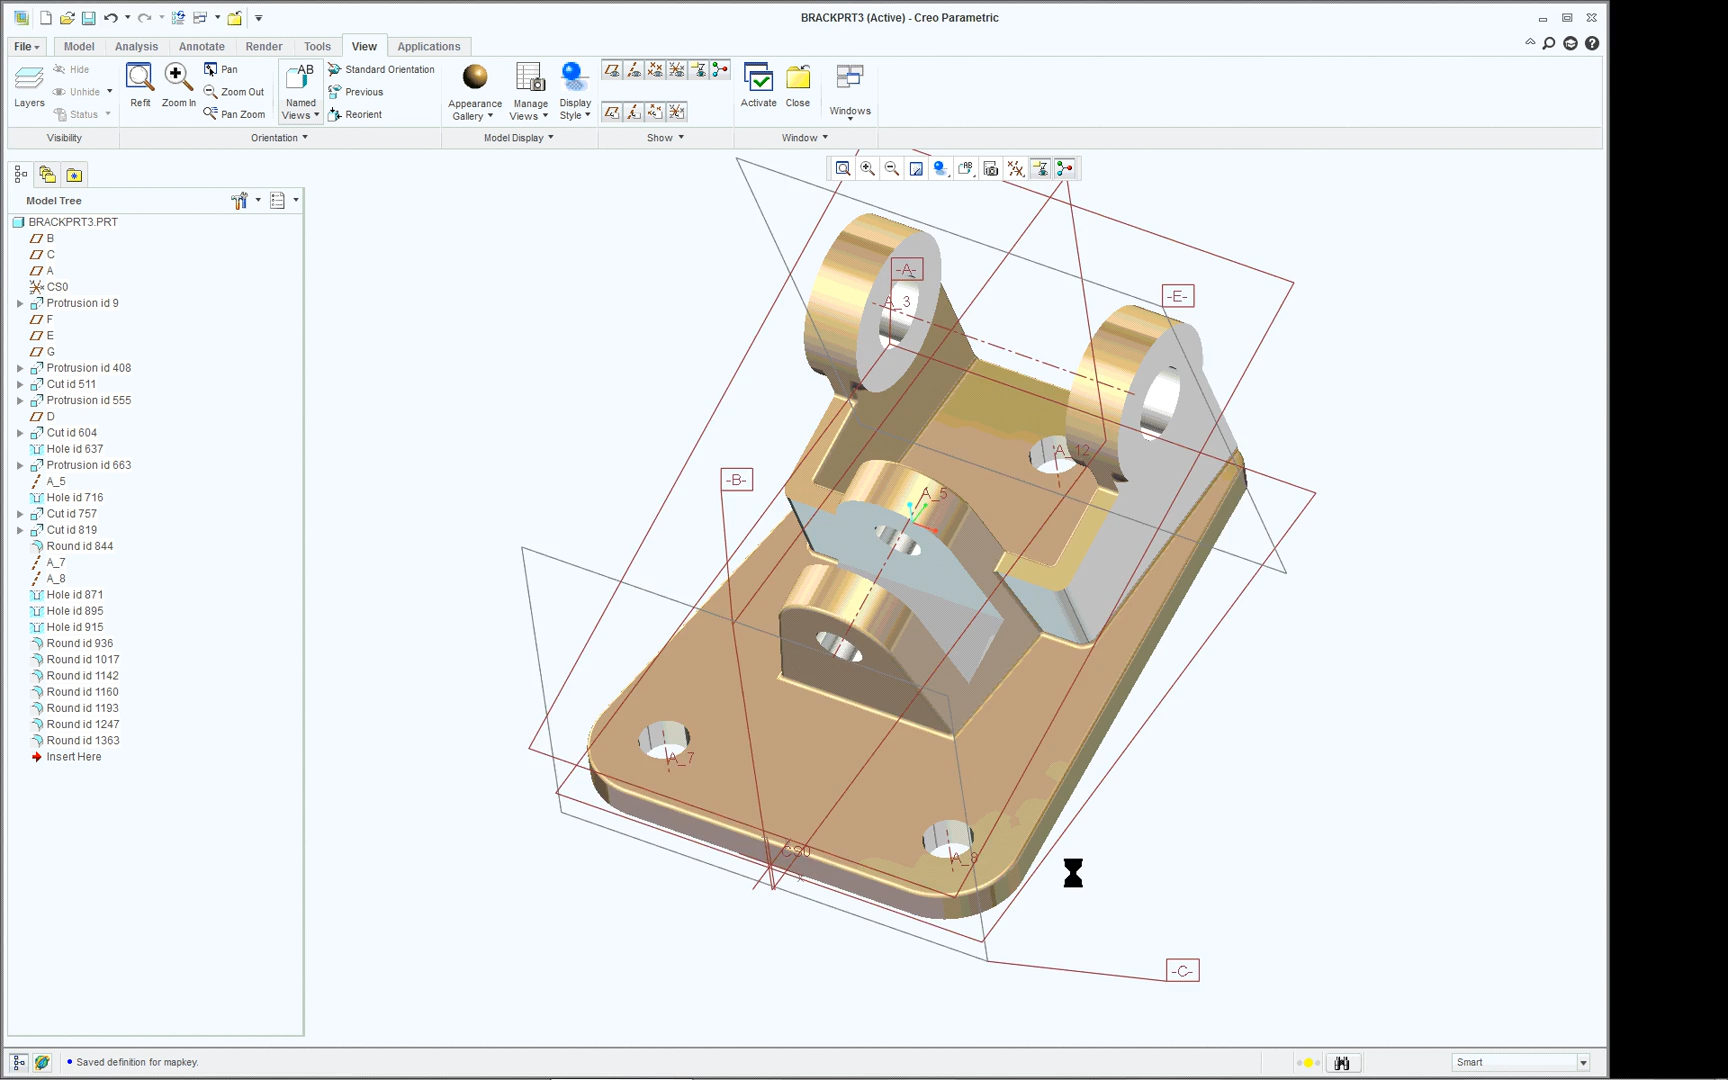 BRACKPRT3 (Active) - Creo Parametric
File Model Analysis Annotate Render Tools View Applications
Layers
Hide
Unhide
Status
Refit
Zoom In
Pan
Zoom Out
Pan Zoom
Named Views
Standard Orientation
Previous
Reorient
Appearance Gallery
Manage Views
Display Style
Activate
Close
Windows
Visibility Orientation Model Display Show Window
Model Tree
BRACKPRT3.PRT
B
C
A
CS0
Protrusion id 9
F
E
G
Protrusion id 408
Cut id 511
Protrusion id 555
D
Cut id 604
Hole id 637
Protrusion id 663
A_5
Hole id 716
Cut id 757
Cut id 819
Round id 844
A_7
A_8
Hole id 871
Hole id 895
Hole id 915
Round id 936
Round id 1017
Round id 1142
Round id 1160
Round id 1193
Round id 1247
Round id 1363
Insert Here
-A-
-E-
A_3
A_12
-B-
A_5
A_7
CS0
A_8
-C-
Saved definition for mapkey.
Smart